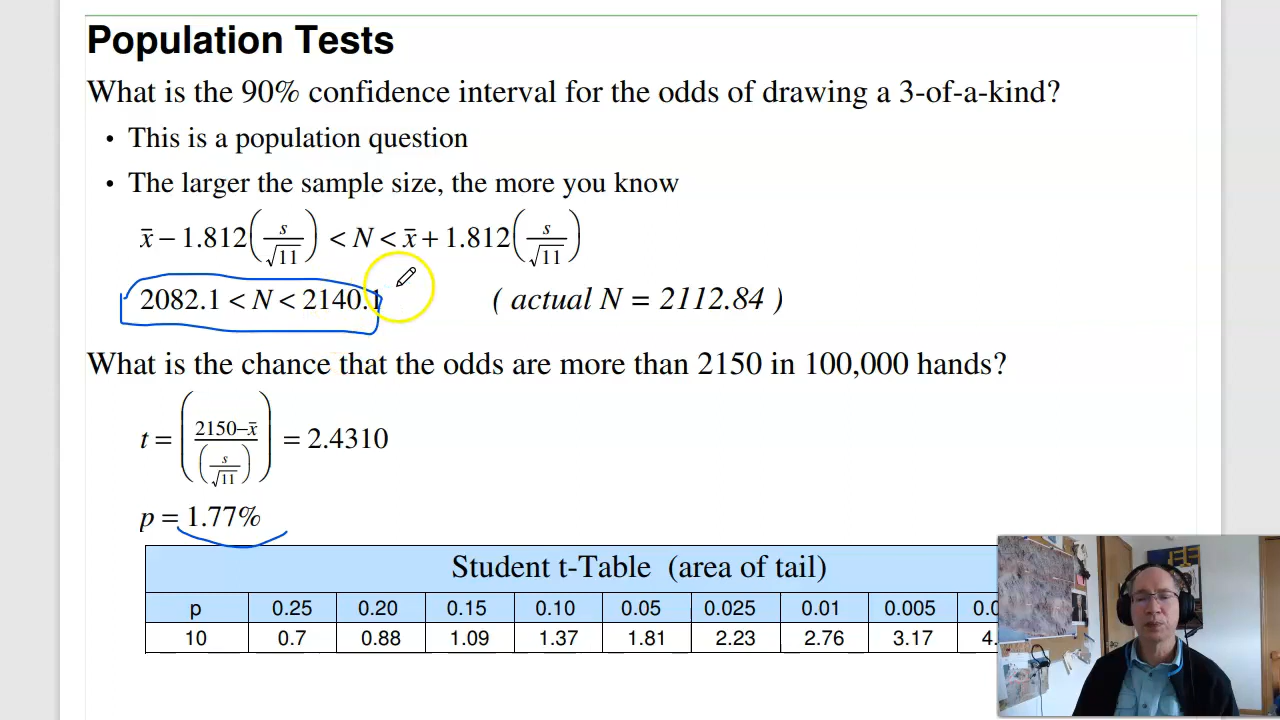 Population Tests
What is the 90% confidence interval for the odds of drawing a 3-of-a-kind?
• This is a population question
• The larger the sample size, the more you know
x̄ − 1.812(s/√11) < N < x̄ + 1.812(s/√11)
2082.1 < N < 2140.1 ( actual N = 2112.84 )
What is the chance that the odds are more than 2150 in 100,000 hands?
t = ((2150–x̄)/(s/√11)) = 2.4310
p = 1.77%
Student t-Table (area of tail)
p 0.25 0.20 0.15 0.10 0.05 0.025 0.01 0.005
10 0.7 0.88 1.09 1.37 1.81 2.23 2.76 3.17